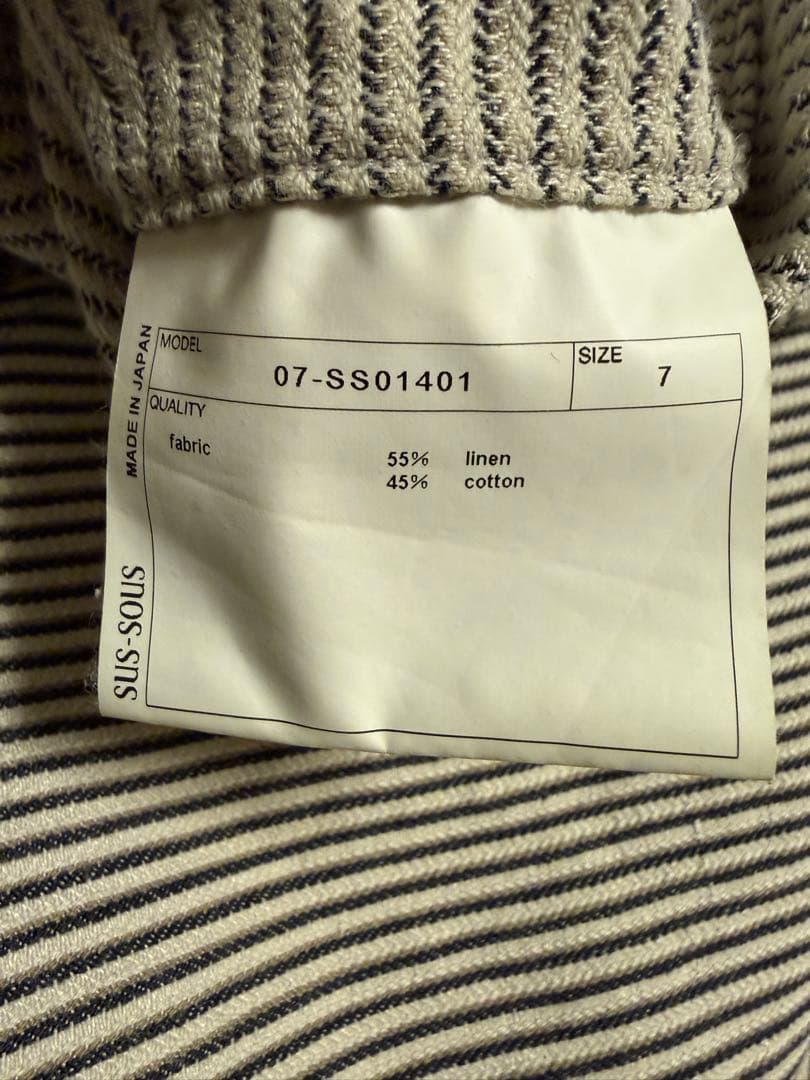 MADE IN JAPAN
sus-sous
MODEL
07-SS01401
SIZE
7
QUALITY
fabric
55% linen
45% cotton